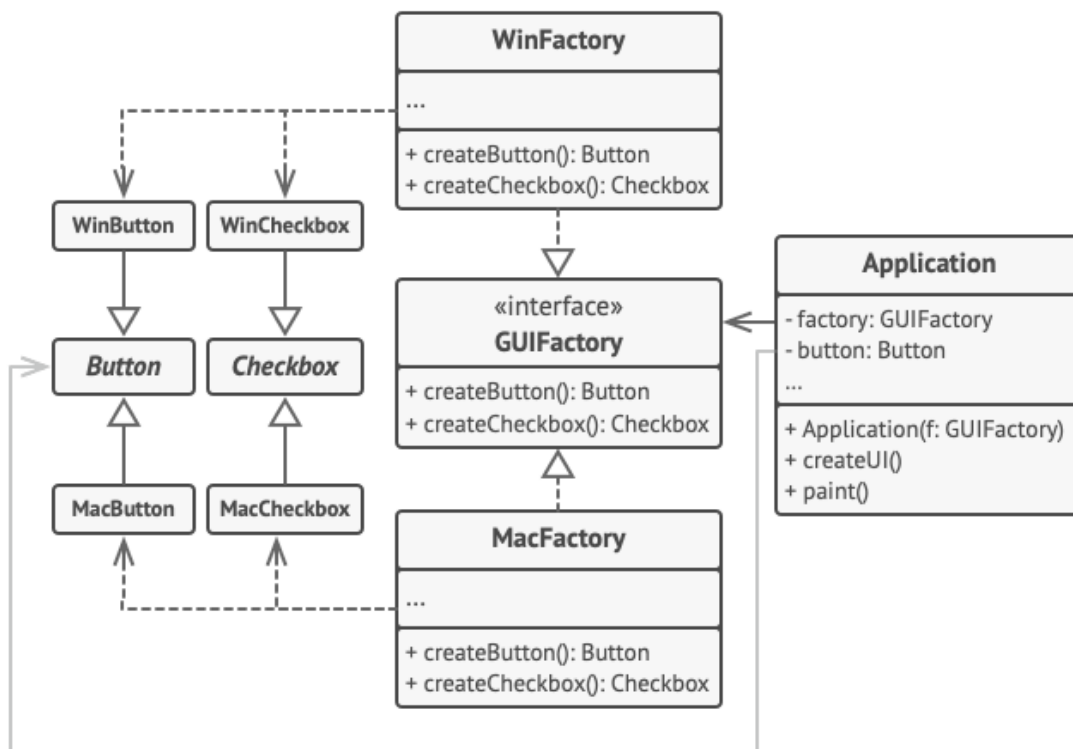 WinFactory
...
+ createButton(): Button
+ createCheckbox(): Checkbox
WinButton
WinCheckbox
Button
Checkbox
«interface»
GUIFactory
+ createButton(): Button
+ createCheckbox(): Checkbox
Application
- factory: GUIFactory
- button: Button
...
+ Application(f: GUIFactory)
+ createUI()
+ paint()
MacButton
MacCheckbox
MacFactory
...
+ createButton(): Button
+ createCheckbox(): Checkbox